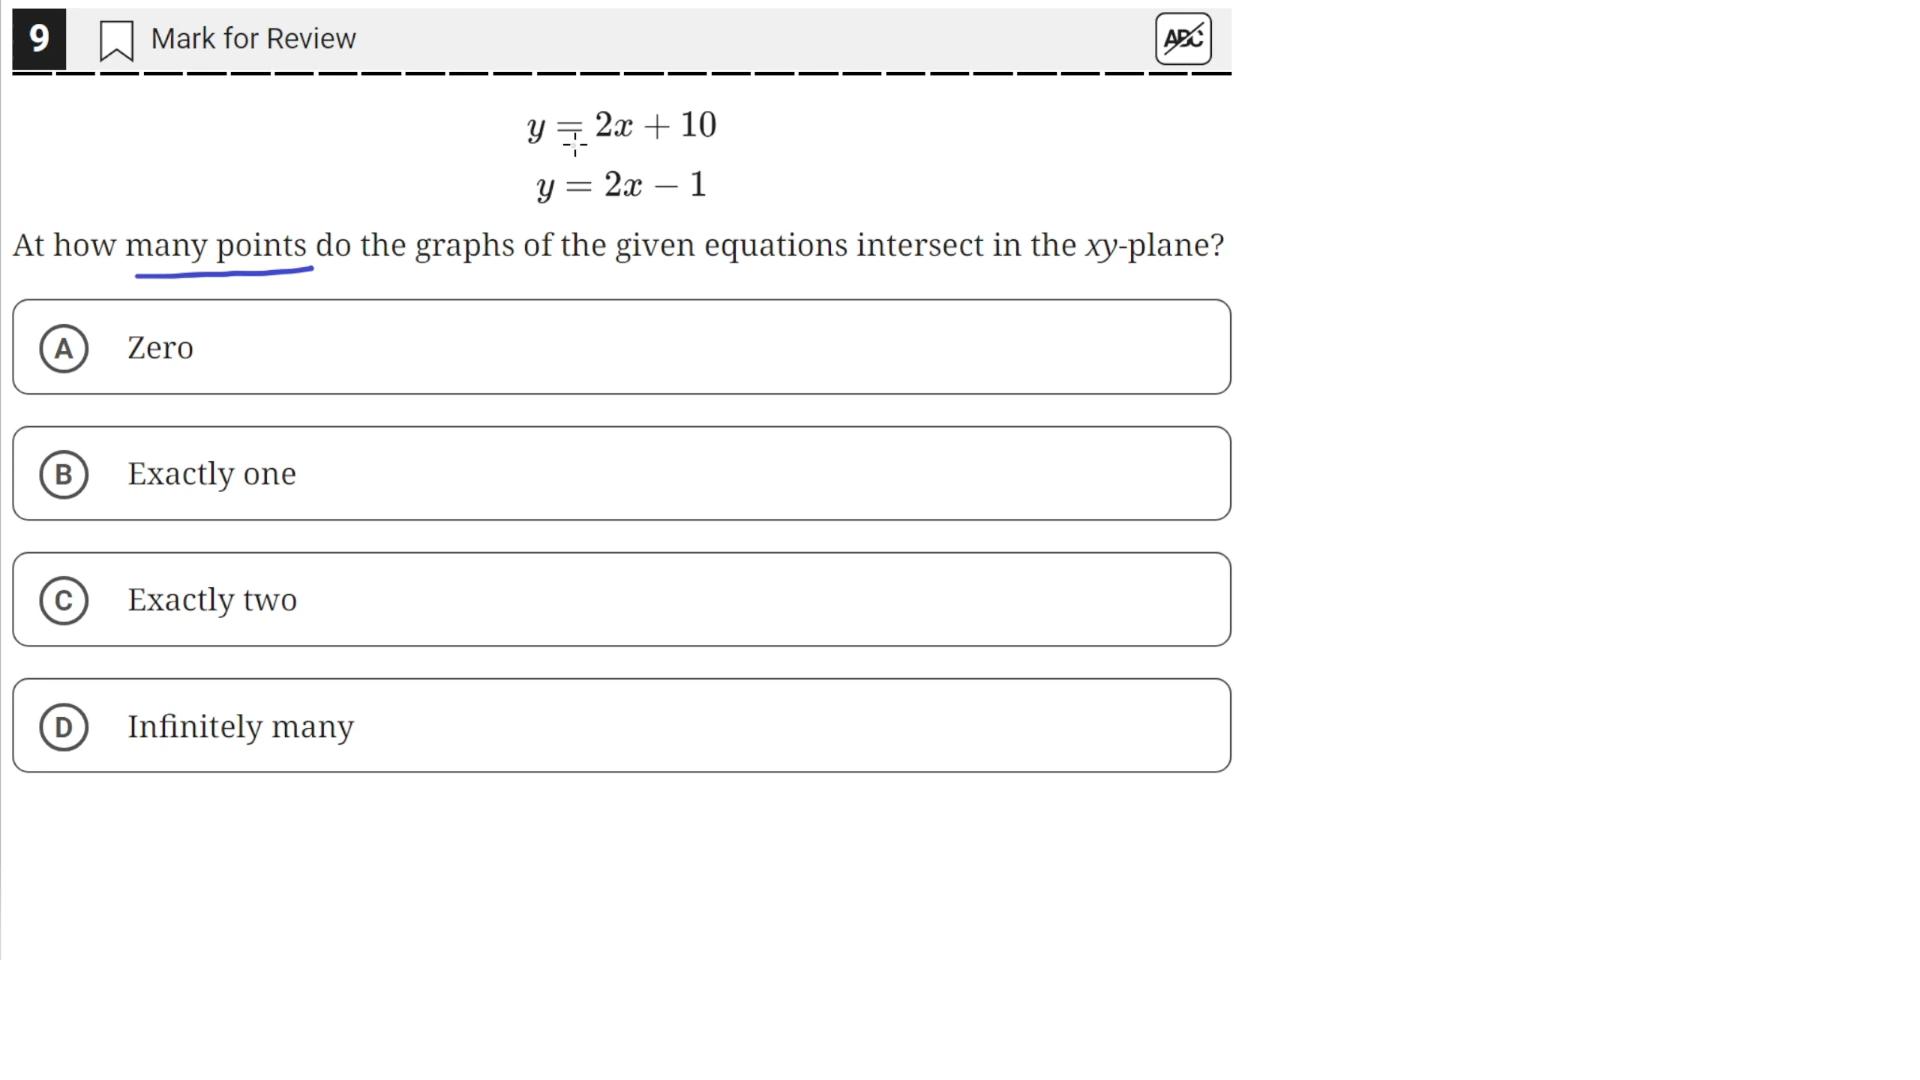 9 Mark for Review ABC
y = 2x + 10
y = 2x − 1
At how many points do the graphs of the given equations intersect in the xy-plane?
A Zero
B Exactly one
C Exactly two
D Infinitely many